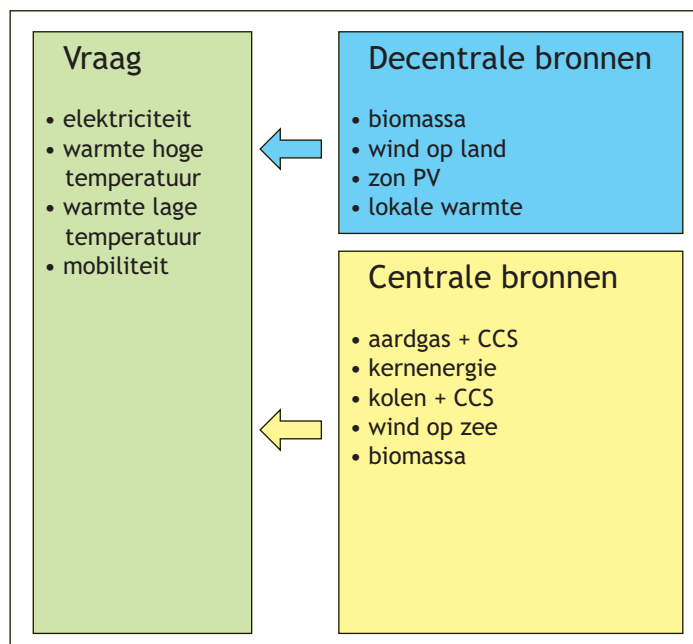 Vraag
• elektriciteit
• warmte hoge
temperatuur
• warmte lage
temperatuur
• mobiliteit
Decentrale bronnen
• biomassa
• wind op land
• zon PV
• lokale warmte
Centrale bronnen
• aardgas + CCS
• kernenergie
• kolen + CCS
• wind op zee
• biomassa